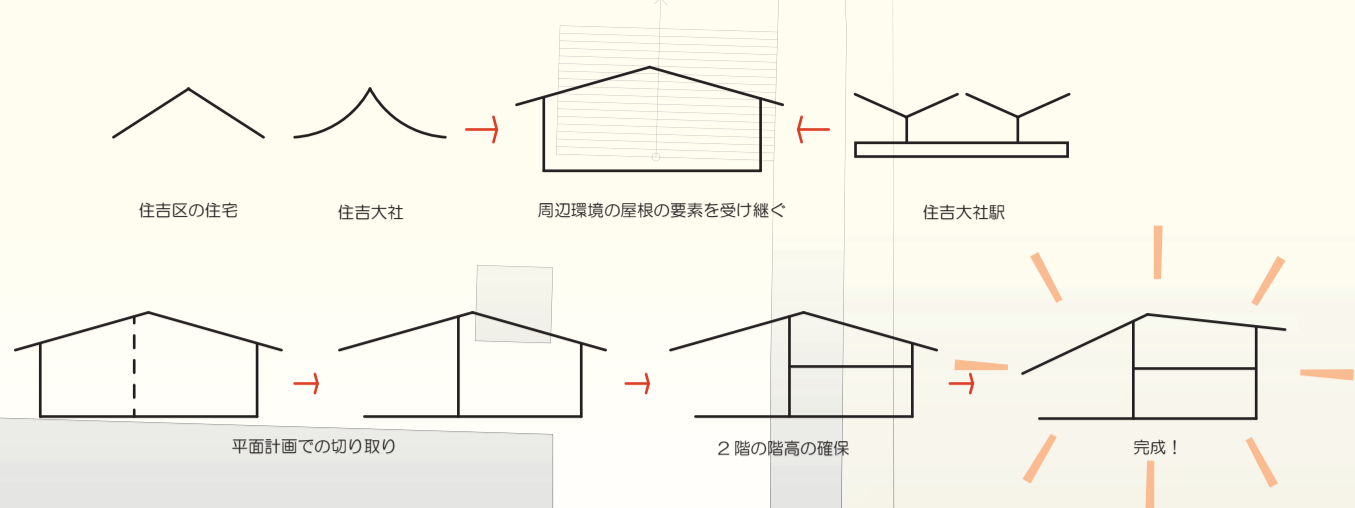 住吉区の住宅
住吉大社
周辺環境の屋根の要素を受け継ぐ
住吉大社駅
平面計画での切り取り
2階の階高の確保
完成！